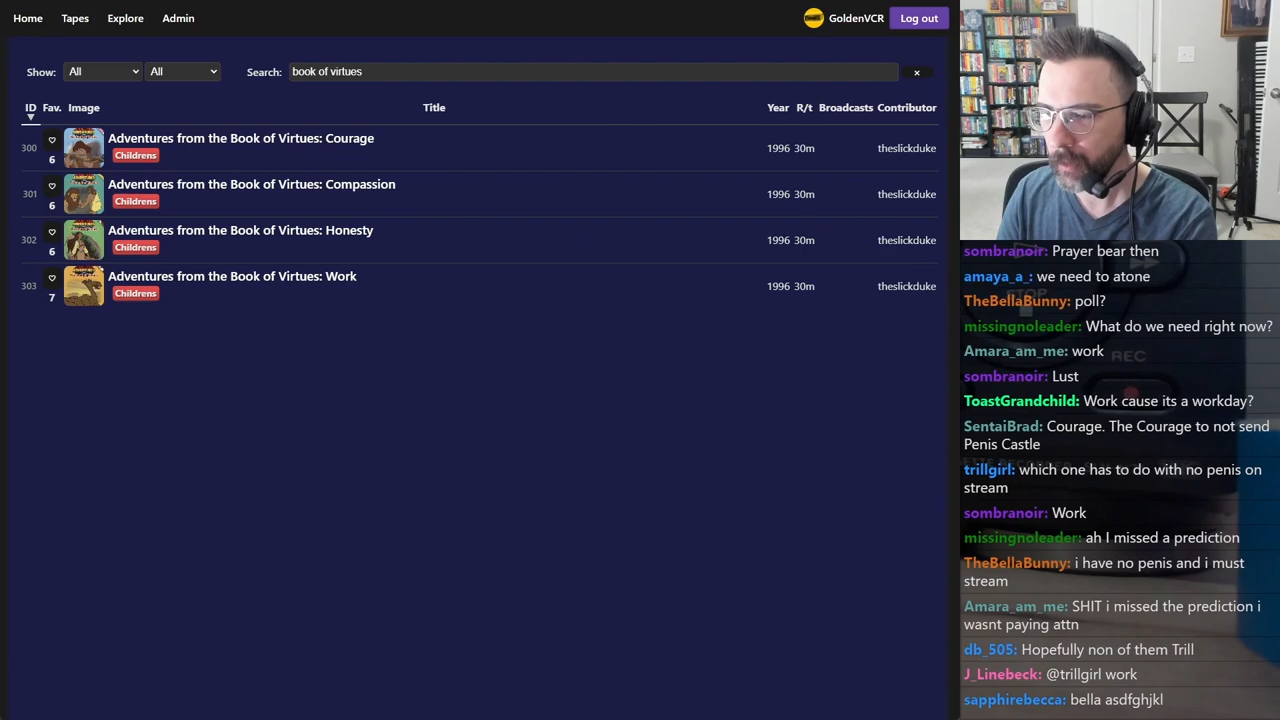 Home Tapes Explore Admin GoldenVCR Log out
Show: All All Search: book of virtues ×
ID Fav. Image Title Year R/t Broadcasts Contributor
300 6 Adventures from the Book of Virtues: Courage 1996 30m theslickduke
Childrens
301 6 Adventures from the Book of Virtues: Compassion 1996 30m theslickduke
Childrens
302 6 Adventures from the Book of Virtues: Honesty 1996 30m theslickduke
Childrens
303 7 Adventures from the Book of Virtues: Work 1996 30m theslickduke
Childrens
sombranoir: Prayer bear then
amaya_a_: we need to atone
TheBellaBunny: poll?
missingnoleader: What do we need right now?
Amara_am_me: work
sombranoir: Lust
ToastGrandchild: Work cause its a workday?
SentaiBrad: Courage. The Courage to not send
Penis Castle
trillgirl: which one has to do with no penis on
stream
sombranoir: Work
missingnoleader: ah I missed a prediction
TheBellaBunny: i have no penis and i must
stream
Amara_am_me: SHIT i missed the prediction i
wasnt paying attn
db_505: Hopefully non of them Trill
J_Linebeck: @trillgirl work
sapphirebecca: bella asdfghjkl
STOP
REC